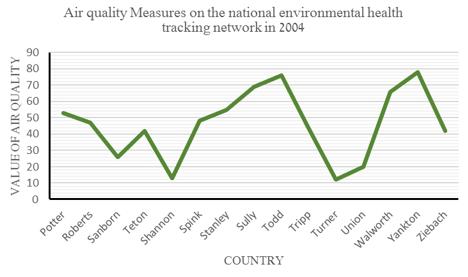 Air quality Measures on the national environmental health
tracking network in 2004
VALUE OF AIR QUALITY
90
80
70
60
50
40
30
20
10
0
Potter
Roberts
Sanborn
Teton
Shannon
Spink
Stanley
Sully
Todd
Tripp
Turner
Union
Walworth
Yankton
Ziebach
COUNTRY